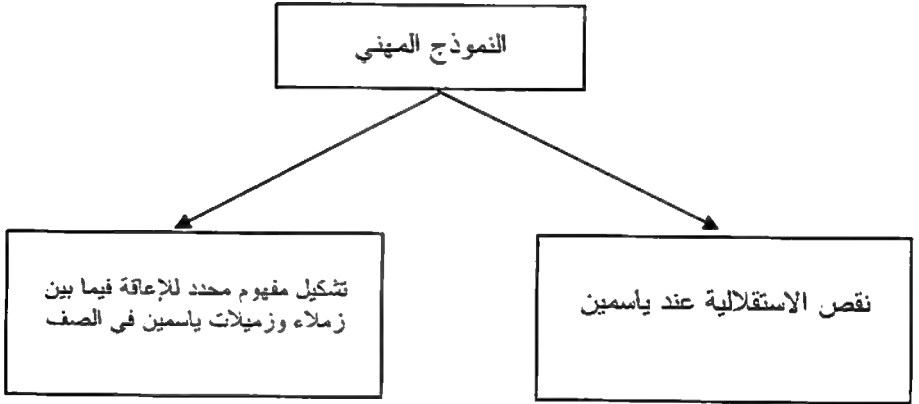 النموذج المهني
نقص الاستقلالية عند ياسمين
تشكيل مفهوم محدد للإعاقة فيما بين
زملاء وزميلات ياسمين في الصف